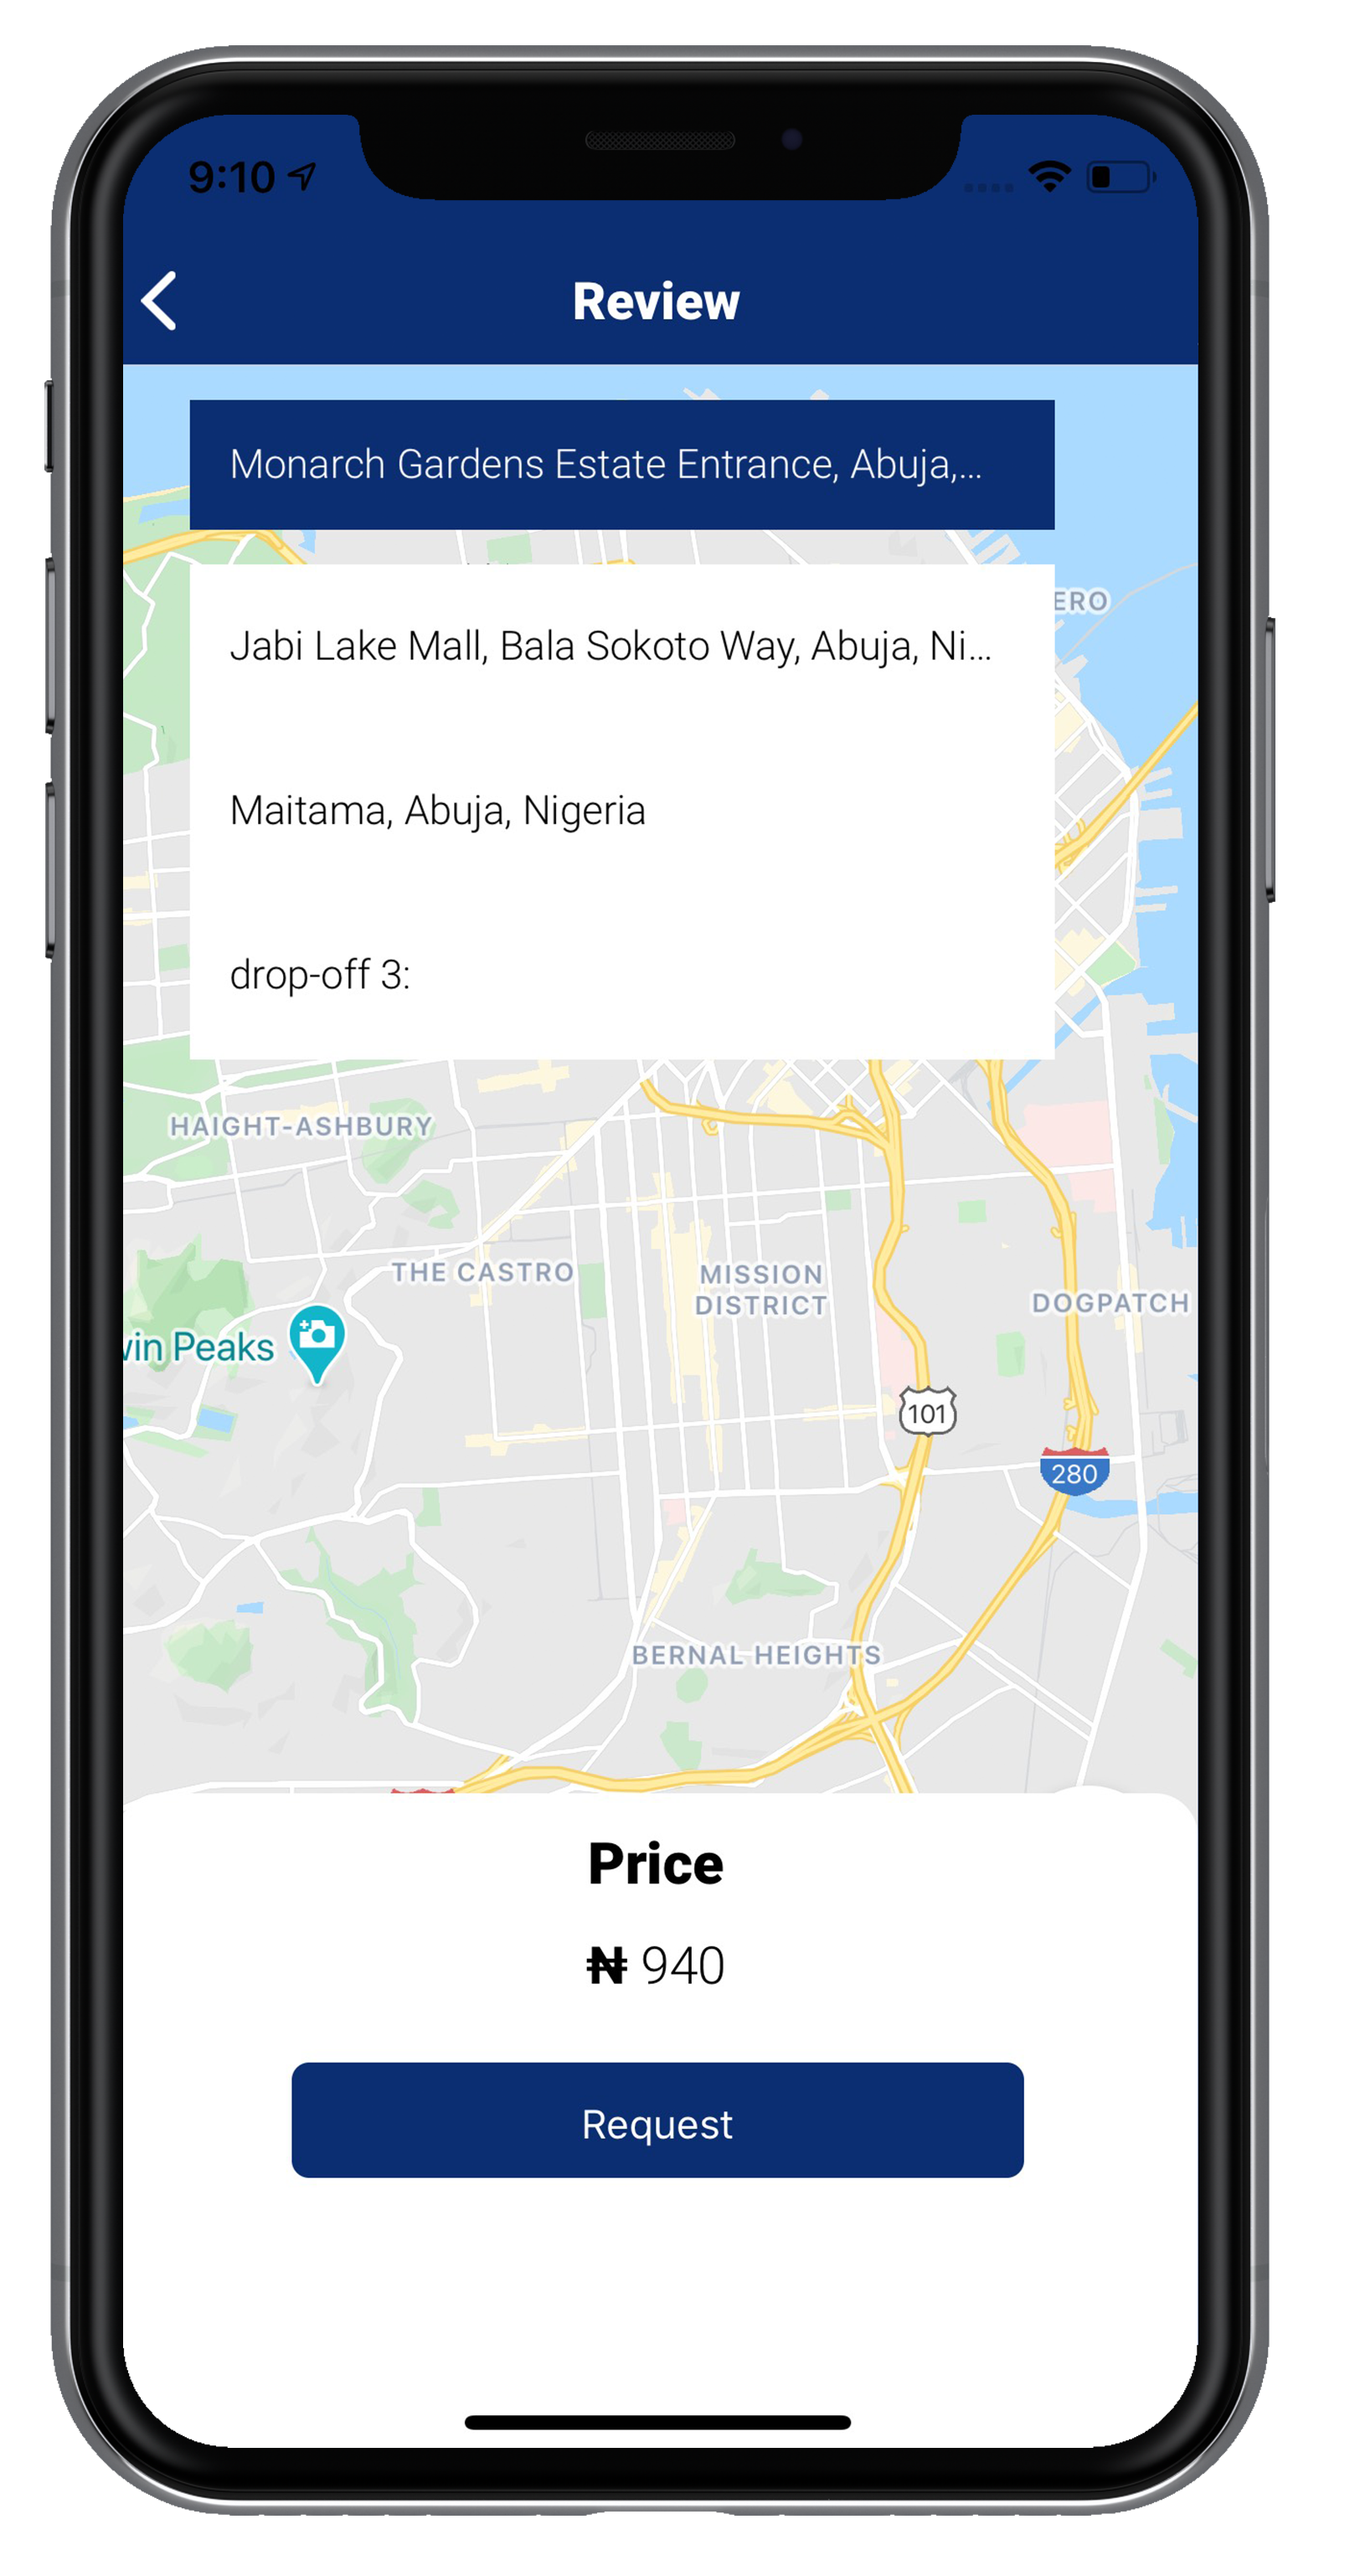 9:10
Review
Monarch Gardens Estate Entrance, Abuja,...
ERO
Jabi Lake Mall, Bala Sokoto Way, Abuja, Ni...
Maitama, Abuja, Nigeria
drop-off 3:
HAIGHT-ASHBURY
THE CASTRO
MISSION
DISTRICT
DOGPATCH
win Peaks
101
280
BERNAL HEIGHTS
Price
₦ 940
Request